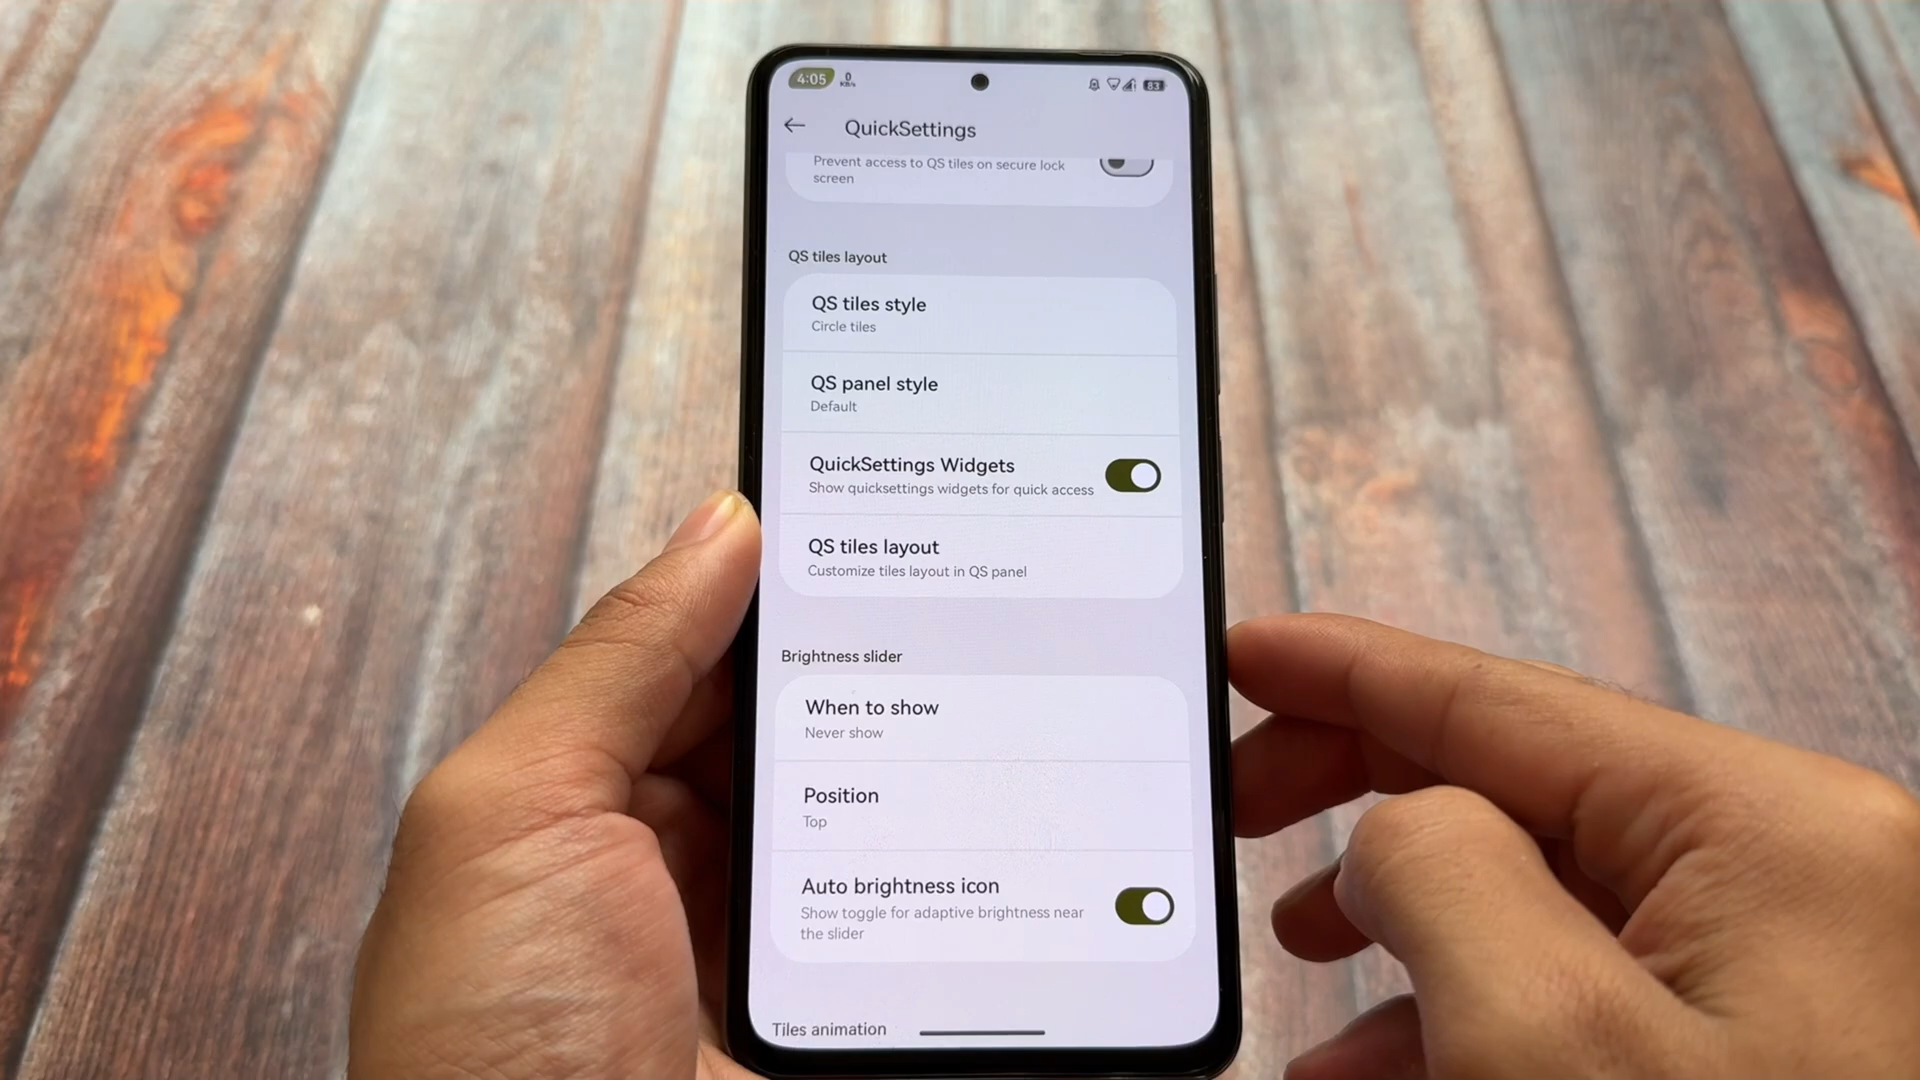 4:05
0
KB/s
83
QuickSettings
Prevent access to QS tiles on secure lock
screen
QS tiles layout
QS tiles style
Circle tiles
QS panel style
Default
QuickSettings Widgets
Show quicksettings widgets for quick access
QS tiles layout
Customize tiles layout in QS panel
Brightness slider
When to show
Never show
Position
Top
Auto brightness icon
Show toggle for adaptive brightness near
the slider
Tiles animation